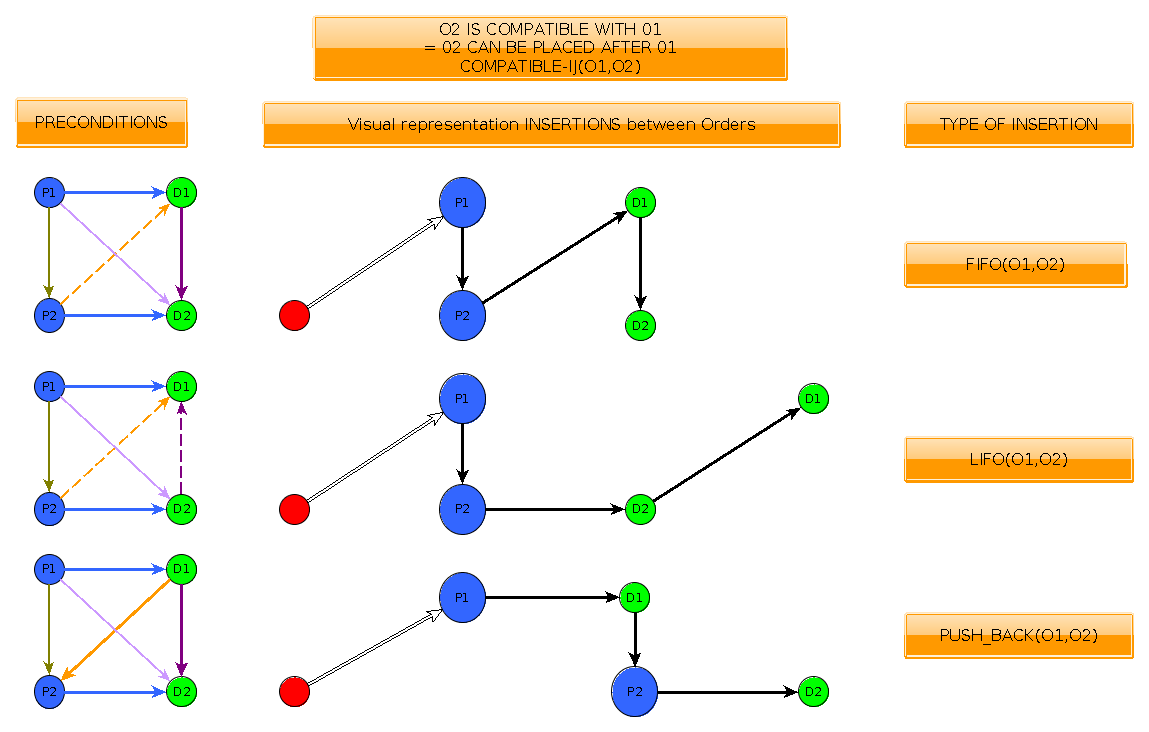 O2 IS COMPATIBLE WITH 01
= 02 CAN BE PLACED AFTER 01
COMPATIBLE-IJ(O1,O2)
PRECONDITIONS
Visual representation INSERTIONS between Orders
TYPE OF INSERTION
P1
D1
P2
D2
P1
D1
P2
D2
FIFO(O1,O2)
P1
D1
P2
D2
P1
D1
P2
D2
LIFO(O1,O2)
P1
D1
P2
D2
P1
D1
P2
D2
PUSH_BACK(O1,O2)